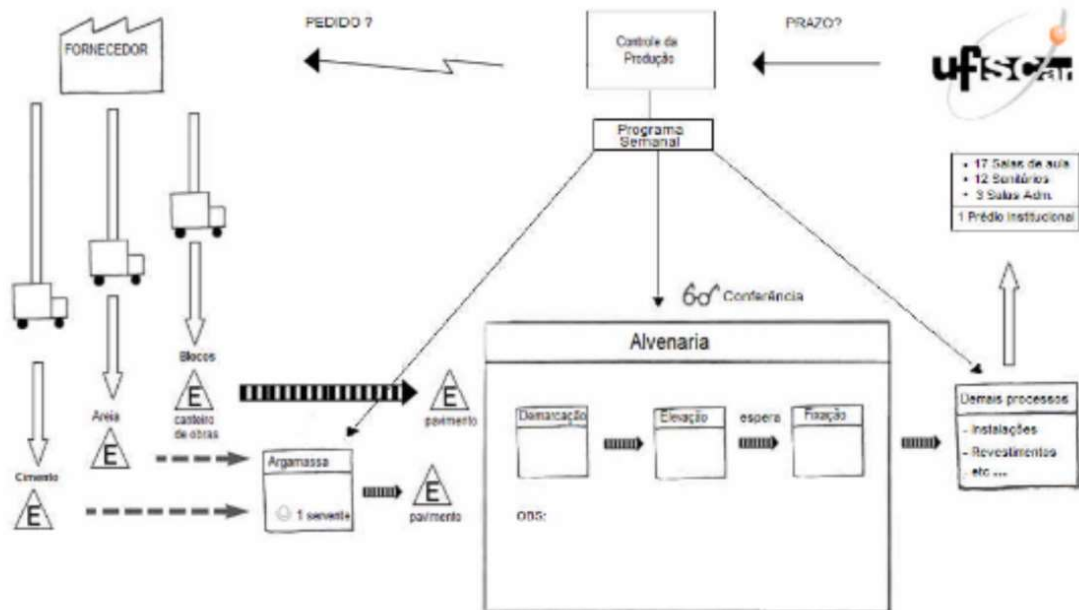 PEDIDO ?
PRAZO?
FORNECEDOR
Controle da
Produção
ufscar
Programa
Semanal
• 17 Salas de aula
• 12 Sanitários
• 3 Salas Adm.
1 Prédio Institucional
Conferência
Blocos
E
canteiro
de obras
E
pavimento
Areia
E
Cimento
E
Argamassa
1 servente
E
pavimento
Alvenaria
Demarcação
Elevação
espera
Fixação
OBS:
Demais processos
- Instalações
- Revestimentos
- etc ...